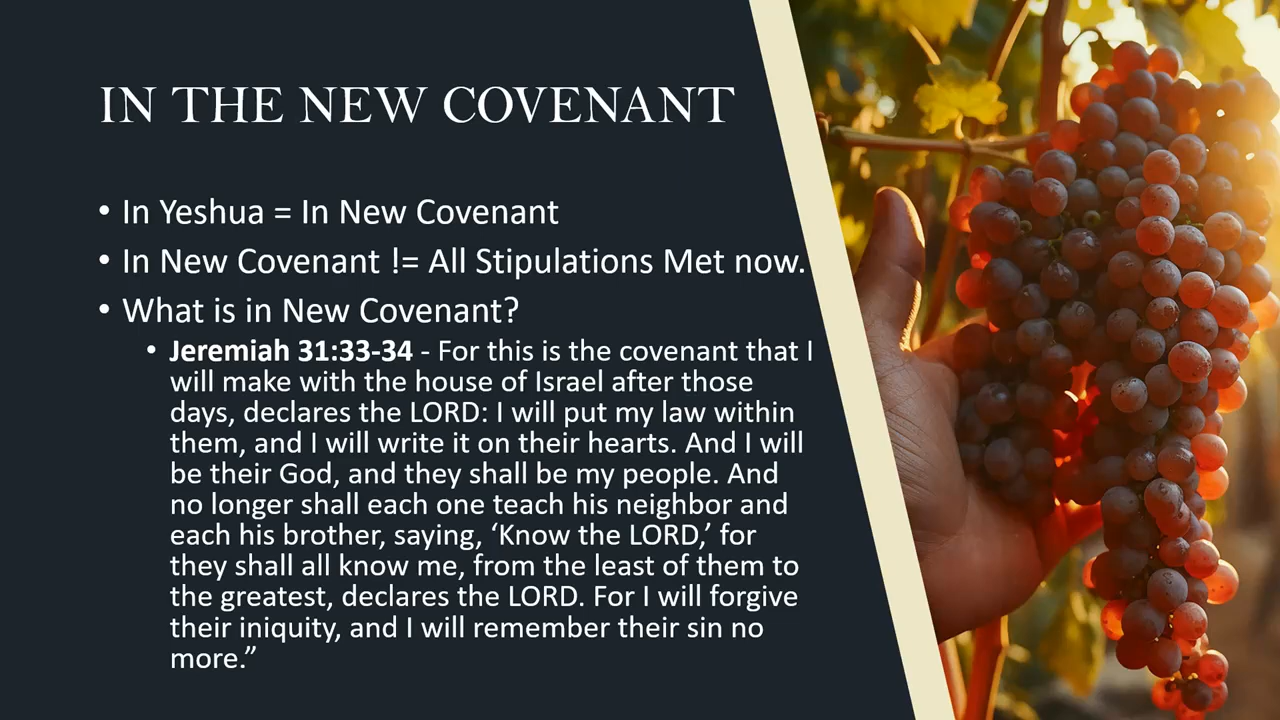 IN THE NEW COVENANT
• In Yeshua = In New Covenant
• In New Covenant != All Stipulations Met now.
• What is in New Covenant?
• Jeremiah 31:33-34 - For this is the covenant that I
will make with the house of Israel after those
days, declares the LORD: I will put my law within
them, and I will write it on their hearts. And I will
be their God, and they shall be my people. And
no longer shall each one teach his neighbor and
each his brother, saying, ‘Know the LORD,’ for
they shall all know me, from the least of them to
the greatest, declares the LORD. For I will forgive
their iniquity, and I will remember their sin no
more.”